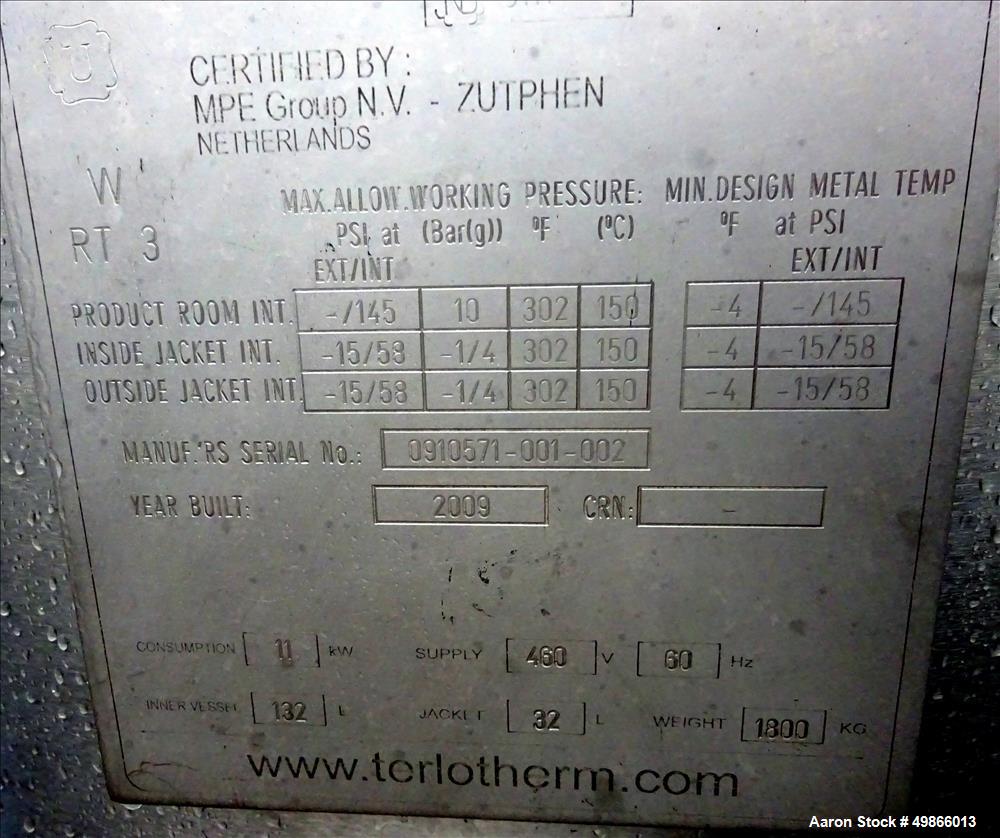 U
CERTIFIED BY :
MPE Group N.V. - ZUTPHEN
NETHERLANDS
W
RT 3
MAX.ALLOW.WORKING PRESSURE: MIN.DESIGN METAL TEMP
PSI at (Bar(g)) ºF (ºC) ºF at PSI
EXT/INT EXT/INT
PRODUCT ROOM INT. -/145 10 302 150 -4 -/145
INSIDE JACKET INT. -15/58 -1/4 302 150 -4 -15/58
OUTSIDE JACKET INT. -15/58 -1/4 302 150 -4 -15/58
MANUF.'RS SERIAL No.: 0910571-001-002
YEAR BUILT: 2009 CRN: -
CONSUMPTION 11 kW SUPPLY 460 V 60 Hz
INNER VESSEL 132 L JACKET 32 L WEIGHT 1800 KG
www.terlotherm.com
Aaron Stock # 49866013